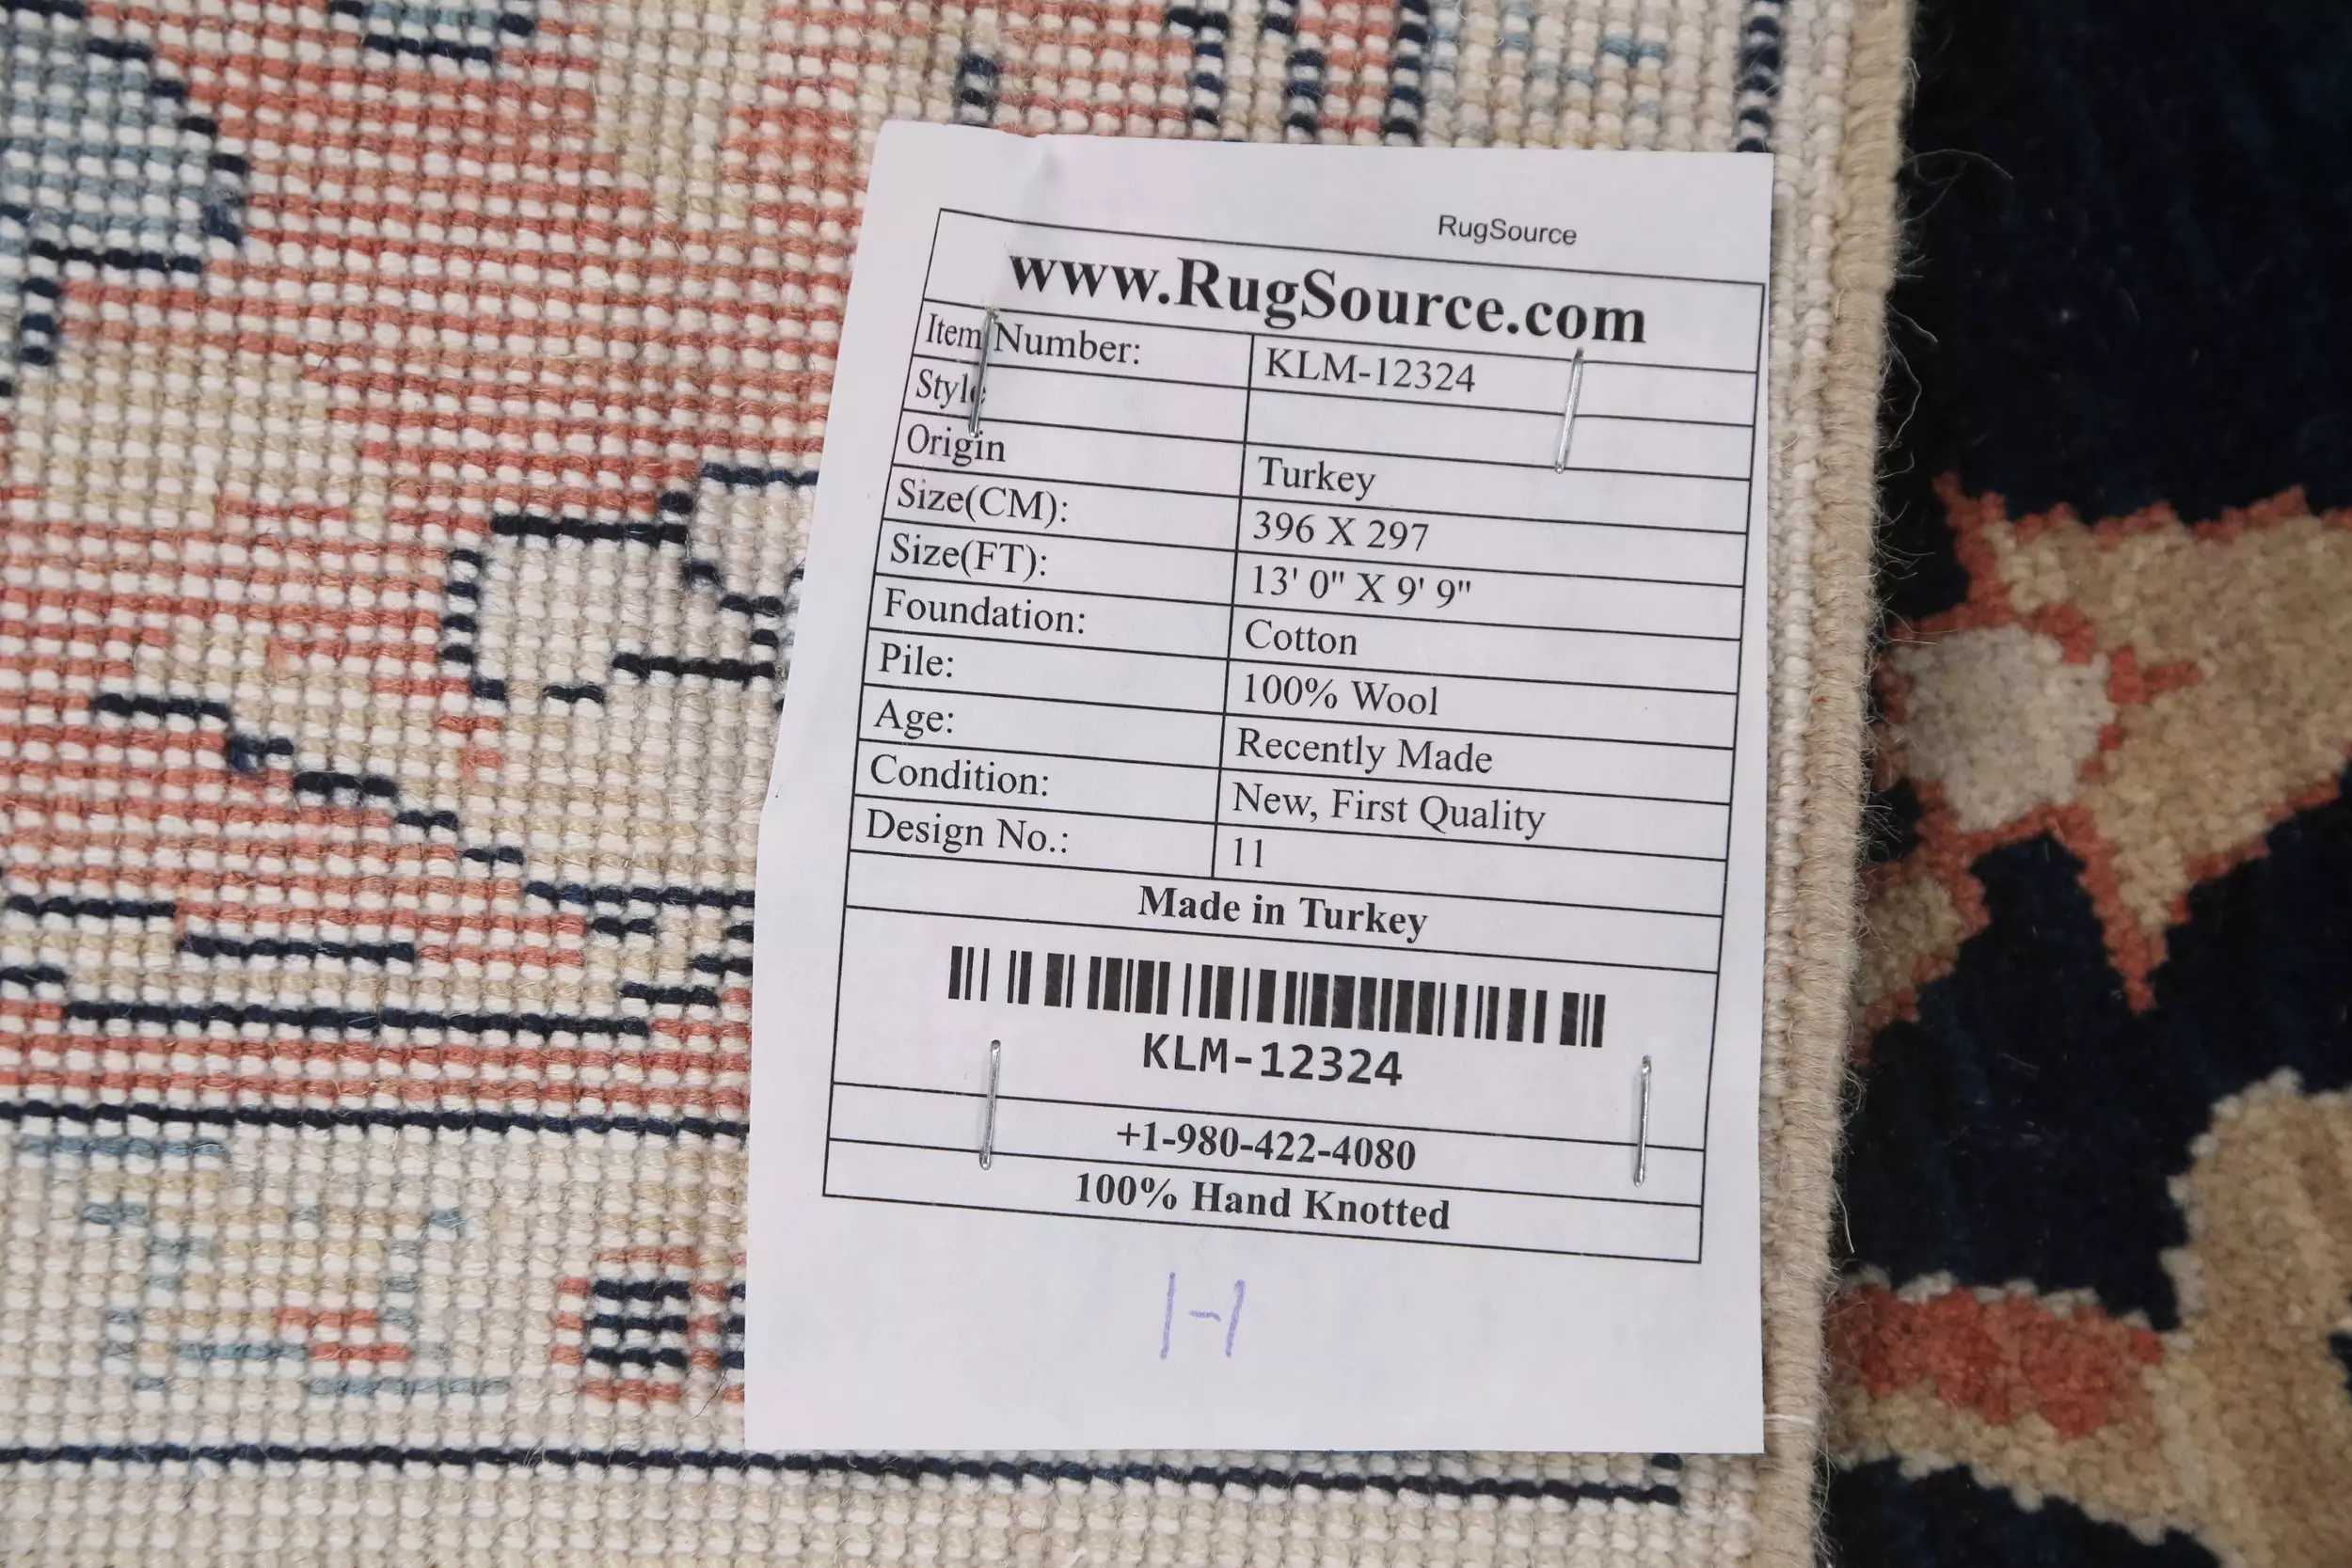 RugSource
www.RugSource.com
Item Number: KLM-12324
Style
Origin Turkey
Size(CM): 396 X 297
Size(FT): 13' 0" X 9' 9"
Foundation: Cotton
Pile: 100% Wool
Age: Recently Made
Condition: New, First Quality
Design No.: 11
Made in Turkey
KLM-12324
+1-980-422-4080
100% Hand Knotted
1-1